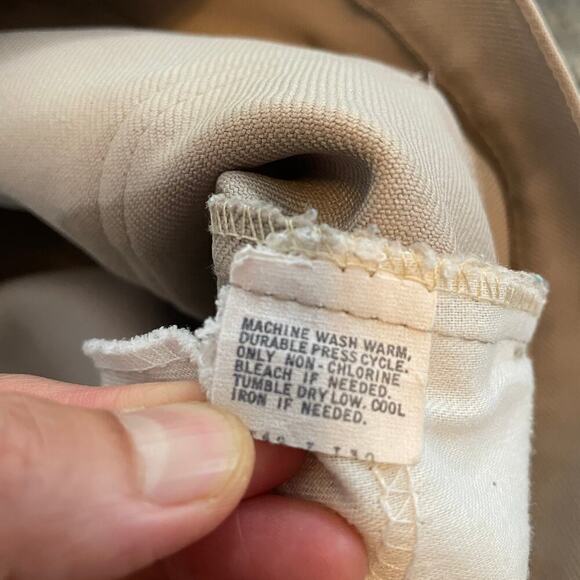 MACHINE WASH WARM,
DURABLE PRESS CYCLE.
ONLY NON-CHLORINE
BLEACH IF NEEDED.
TUMBLE DRY LOW. COOL
IRON IF NEEDED.